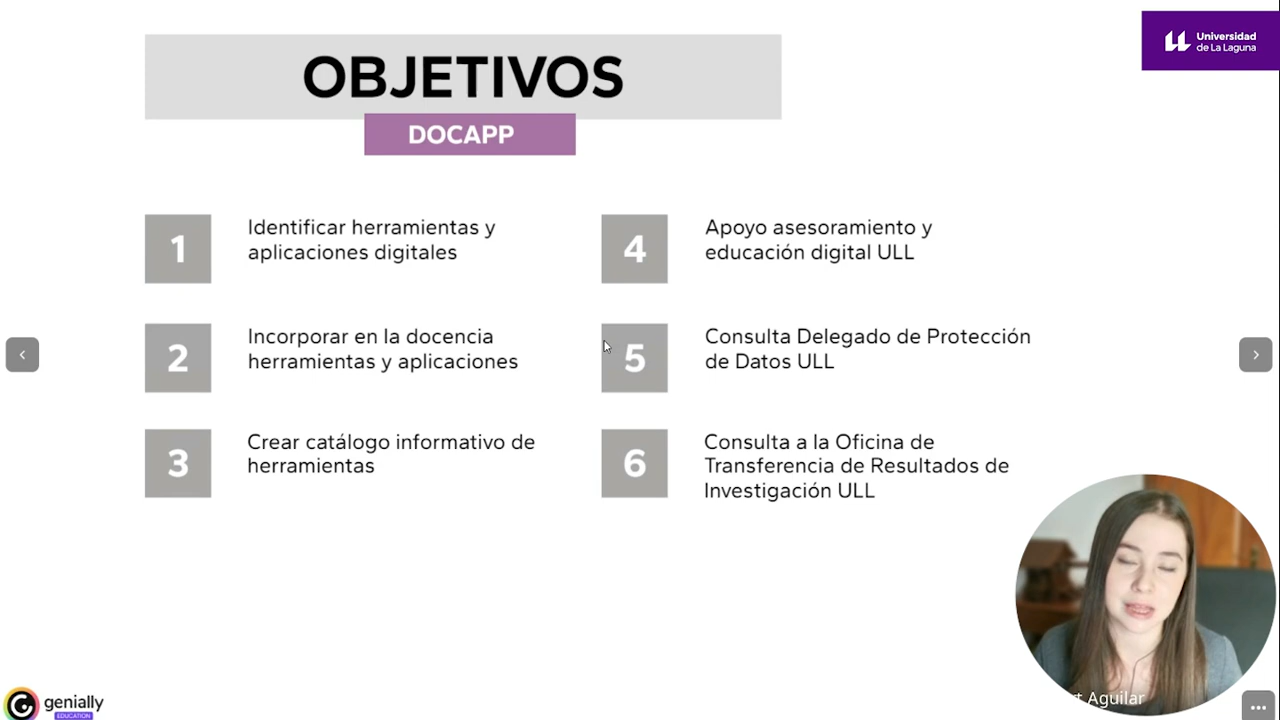 OBJETIVOS
DOCAPP
Universidad
de La Laguna
1
Identificar herramientas y
aplicaciones digitales
2
Incorporar en la docencia
herramientas y aplicaciones
3
Crear catálogo informativo de
herramientas
4
Apoyo asesoramiento y
educación digital ULL
5
Consulta Delegado de Protección
de Datos ULL
6
Consulta a la Oficina de
Transferencia de Resultados de
Investigación ULL
Aguilar
genially
EDUCATION